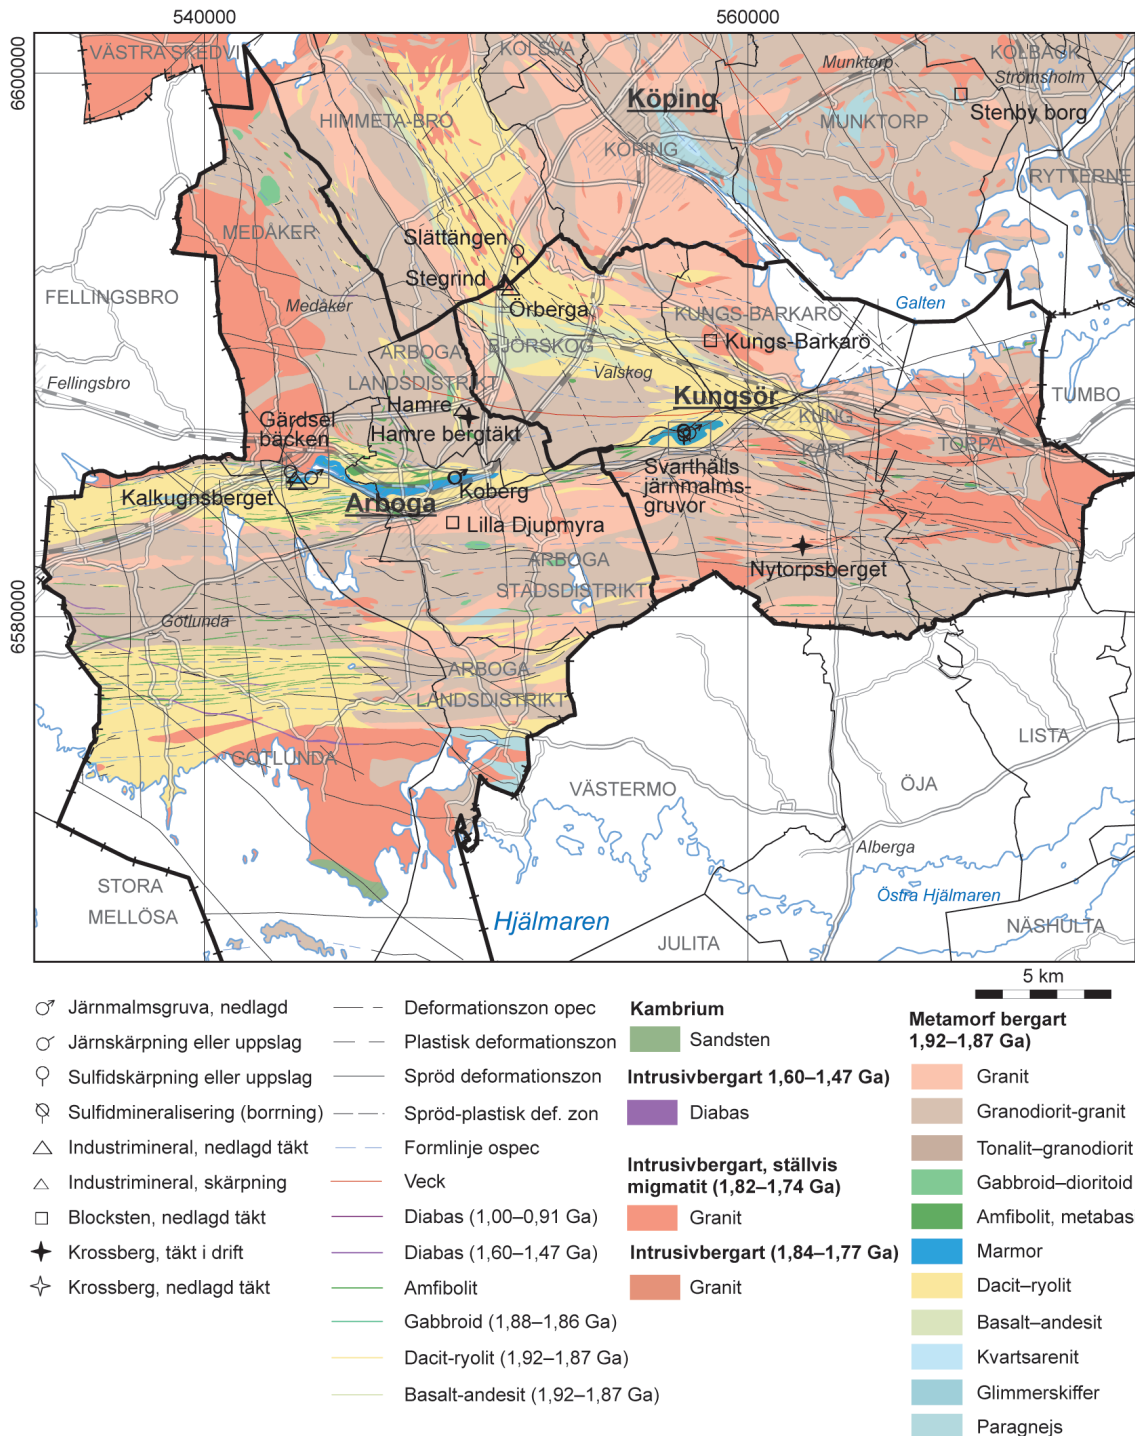 540000
560000
6600000
6580000
VÄSTRA SKEDVI
KOLSVA
KOLBÄCK
Munktorp
Strömsholm
Köping
Stenby borg
HIMMETA-BRO
MUNKTORP
KÖPING
RYTTERNE
MEDÅKER
Slättängen
Stegrind
FELLINGSBRO
Medåker
Örberga
Galten
KUNGS-BARKARÖ
BJÖRSKOG
Kungs-Barkarö
ARBOGA
LANDSDISTRIKT
Valskog
Fellingsbro
Kungsör
TUMBO
Hamre
Gärdsel
bäcken
Hamre bergtäkt
KUNG
KARL
TORPA
Svarthälls
järnmalms-
gruvor
Kalkugnsberget
Koberg
Arboga
Lilla Djupmyra
ARBOGA
STADSDISTRIKT
Nytorpsberget
Götlunda
ARBOGA
LANDSDISTRIKT
GÖTLUNDA
LISTA
VÄSTERMO
ÖJA
Alberga
STORA
MELLÖSA
Östra Hjälmaren
Hjälmaren
NÄSHULTA
JULITA
5 km
Järnmalmsgruva, nedlagd
Järnskärpning eller uppslag
Sulfidskärpning eller uppslag
Sulfidmineralisering (borrning)
Industrimineral, nedlagd täkt
Industrimineral, skärpning
Blocksten, nedlagd täkt
Krossberg, täkt i drift
Krossberg, nedlagd täkt
Deformationszon opec
Plastisk deformationszon
Spröd deformationszon
Spröd-plastisk def. zon
Formlinje ospec
Veck
Diabas (1,00–0,91 Ga)
Diabas (1,60–1,47 Ga)
Amfibolit
Gabbroid (1,88–1,86 Ga)
Dacit-ryolit (1,92–1,87 Ga)
Basalt-andesit (1,92–1,87 Ga)
Kambrium
Sandsten
Intrusivbergart 1,60–1,47 Ga)
Diabas
Intrusivbergart, ställvis
migmatit (1,82–1,74 Ga)
Granit
Intrusivbergart (1,84–1,77 Ga)
Granit
Metamorf bergart
1,92–1,87 Ga)
Granit
Granodiorit-granit
Tonalit–granodiorit
Gabbroid–dioritoid
Amfibolit, metabas
Marmor
Dacit–ryolit
Basalt–andesit
Kvartsarenit
Glimmerskiffer
Paragnejs